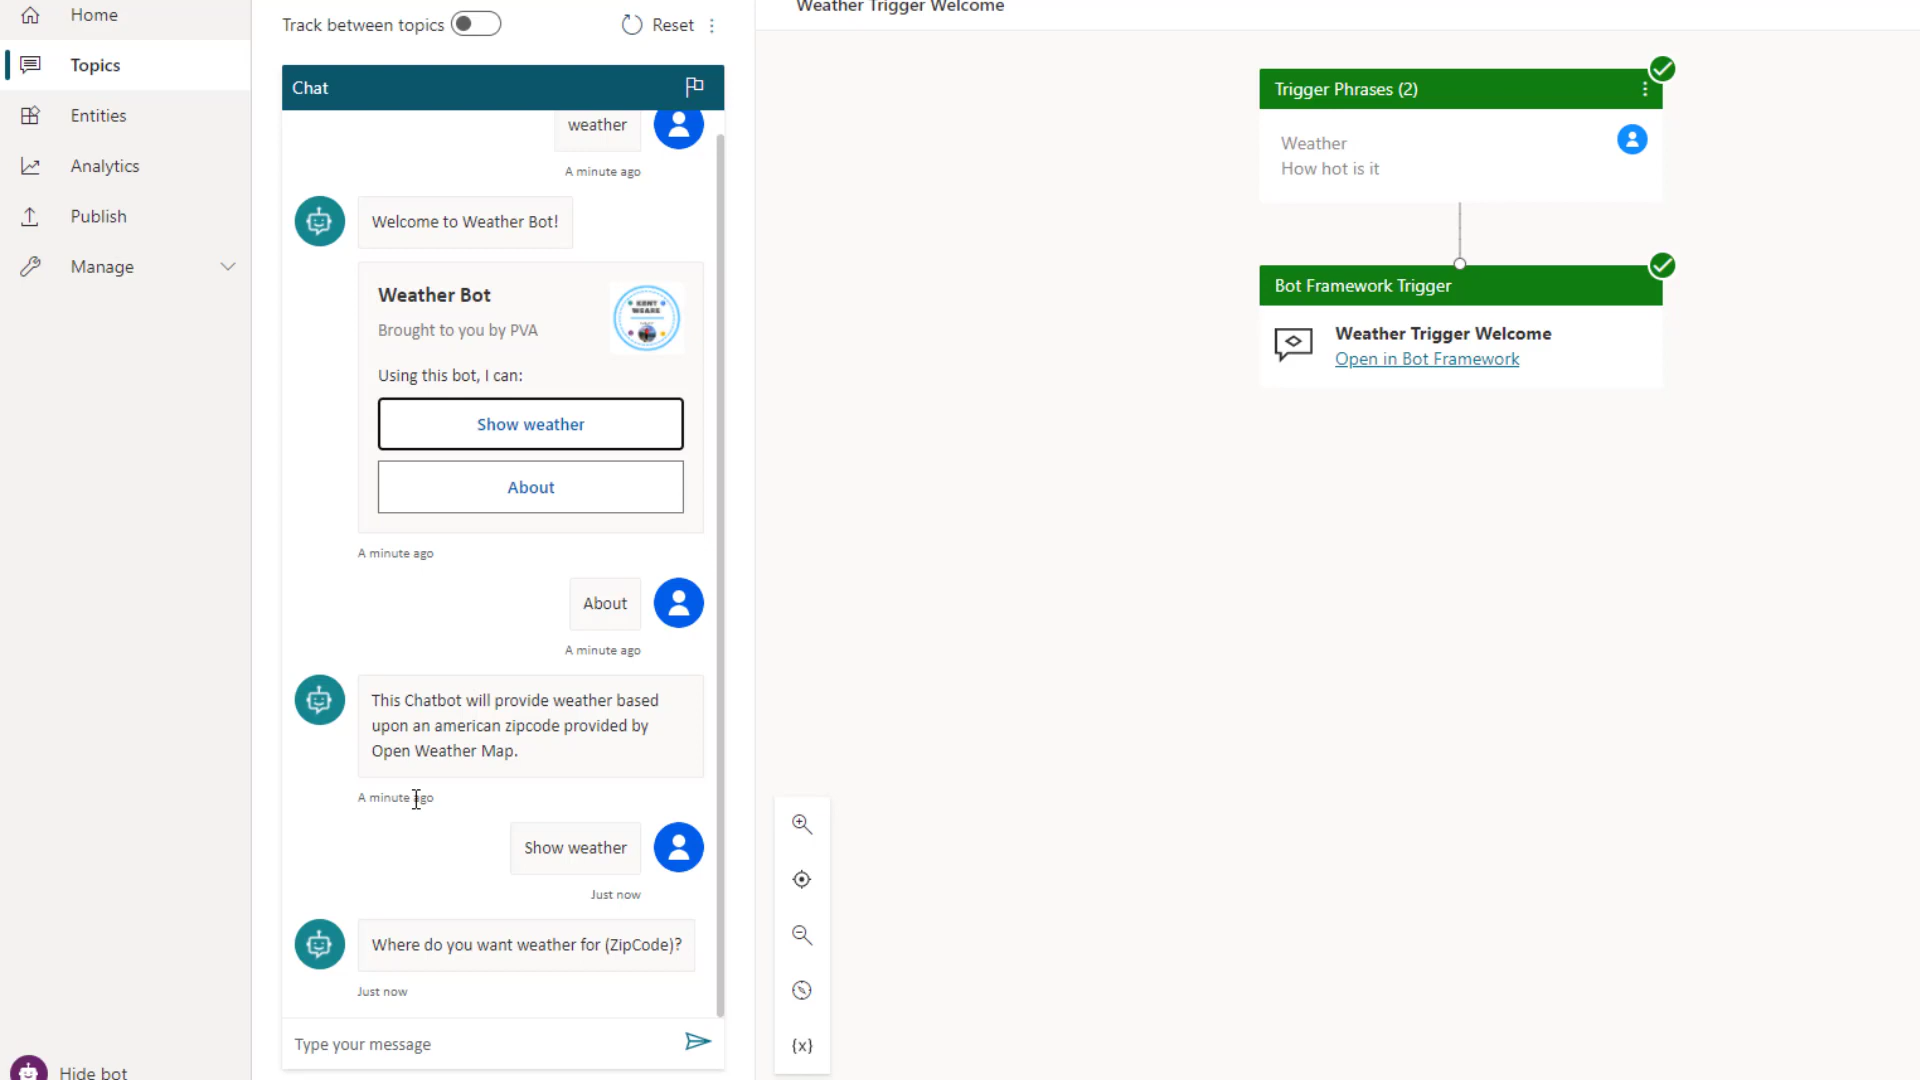 Home
Topics
Entities
Analytics
Publish
Manage
Hide bot
Track between topics
Reset
Chat
weather
A minute ago
Welcome to Weather Bot!
Weather Bot
Brought to you by PVA
KENT
WEARE
Using this bot, I can:
Show weather
About
A minute ago
About
A minute ago
This Chatbot will provide weather based
upon an american zipcode provided by
Open Weather Map.
A minute ago
Show weather
Just now
Where do you want weather for (ZipCode)?
Just now
Type your message
Weather Trigger Welcome
Trigger Phrases (2)
Weather
How hot is it
Bot Framework Trigger
Weather Trigger Welcome
Open in Bot Framework
{x}